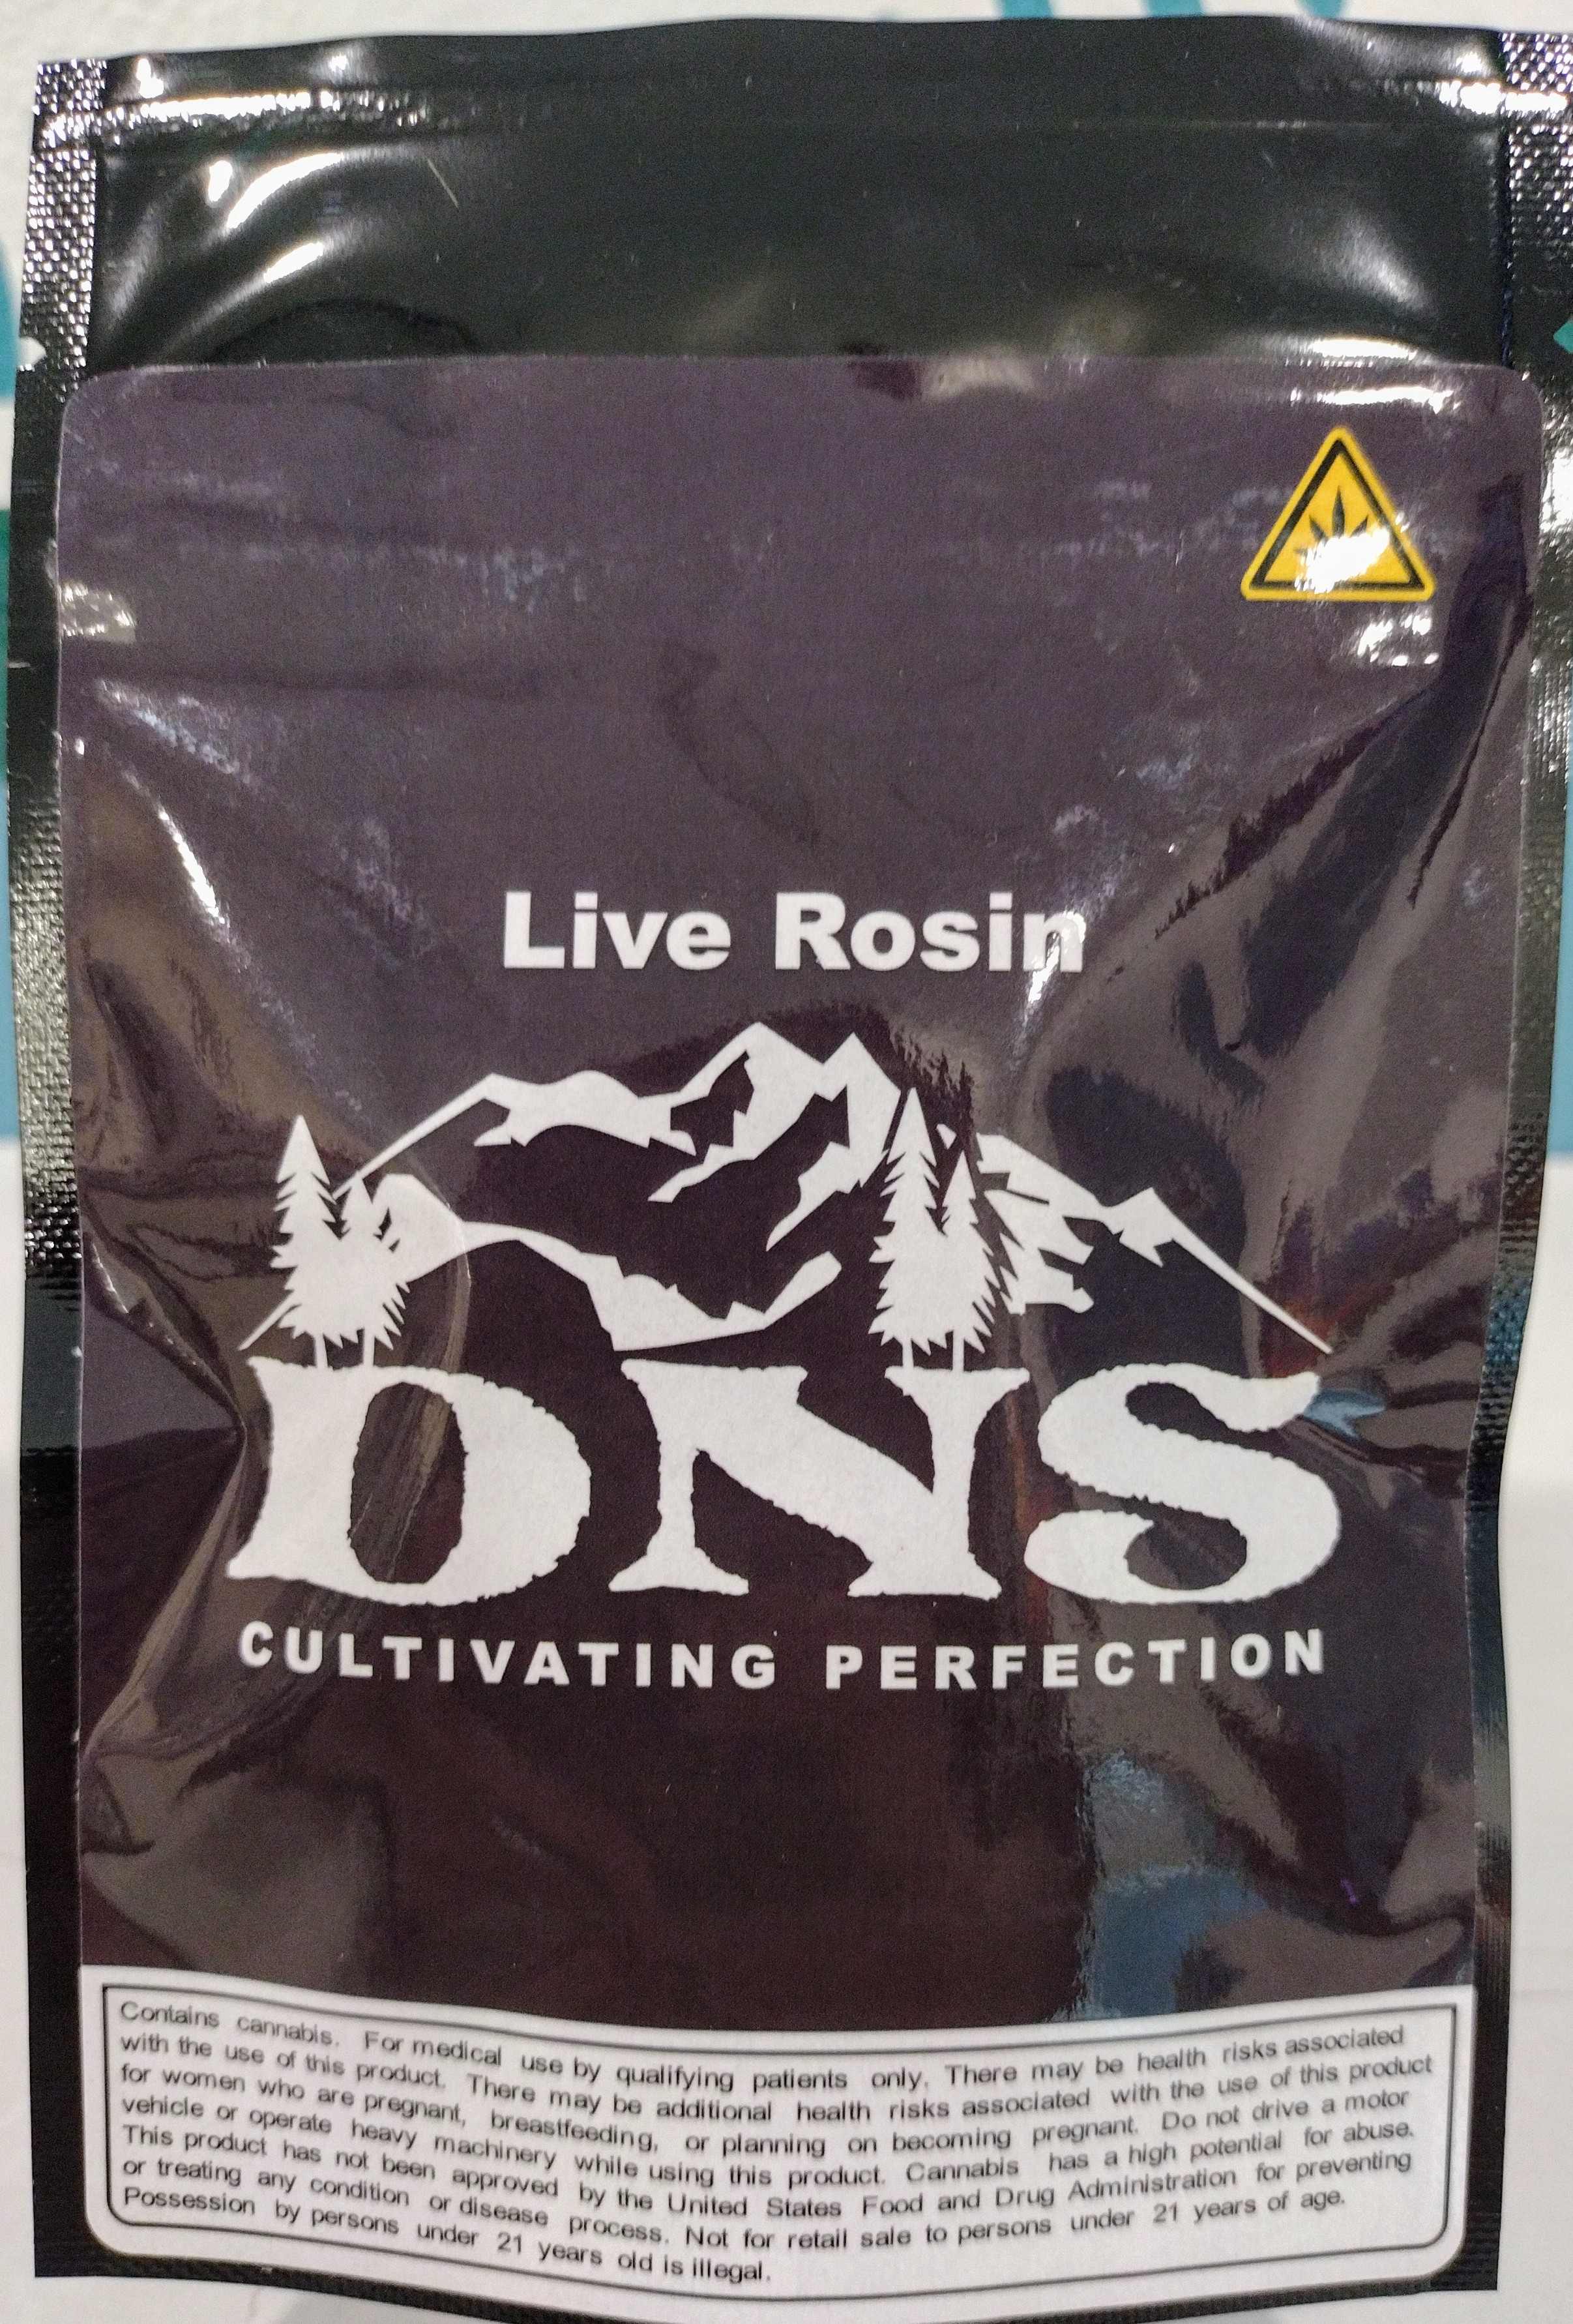 Live Rosin
DNS
CULTIVATING PERFECTION
Contains cannabis. For medical use by qualifying patients only. There may be health risks associated
with the use of this product. There may be additional health risks associated with the use of this product
for women who are pregnant, breastfeeding, or planning on becoming pregnant. Do not drive a motor
vehicle or operate heavy machinery while using this product. Cannabis has a high potential for abuse.
This product has not been approved by the United States Food and Drug Administration for preventing
or treating any condition or disease process. Not for retail sale to persons under 21 years of age.
Possession by persons under 21 years old is illegal.